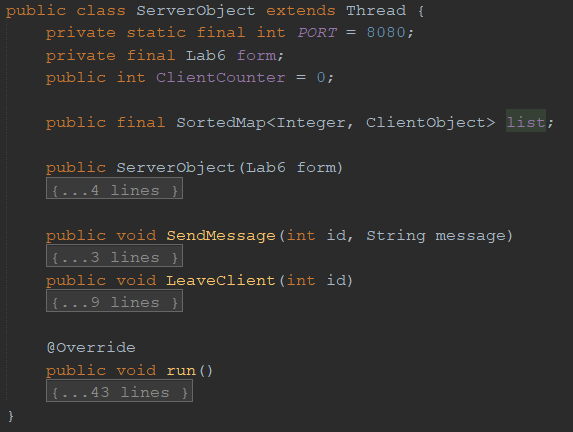 public class ServerObject extends Thread {
private static final int PORT = 8080;
private final Lab6 form;
public int ClientCounter = 0;
public final SortedMap<Integer, ClientObject> list;
public ServerObject(Lab6 form)
{...4 lines }
public void SendMessage(int id, String message)
{...3 lines }
public void LeaveClient(int id)
{...9 lines }
@Override
public void run()
{...43 lines }
}